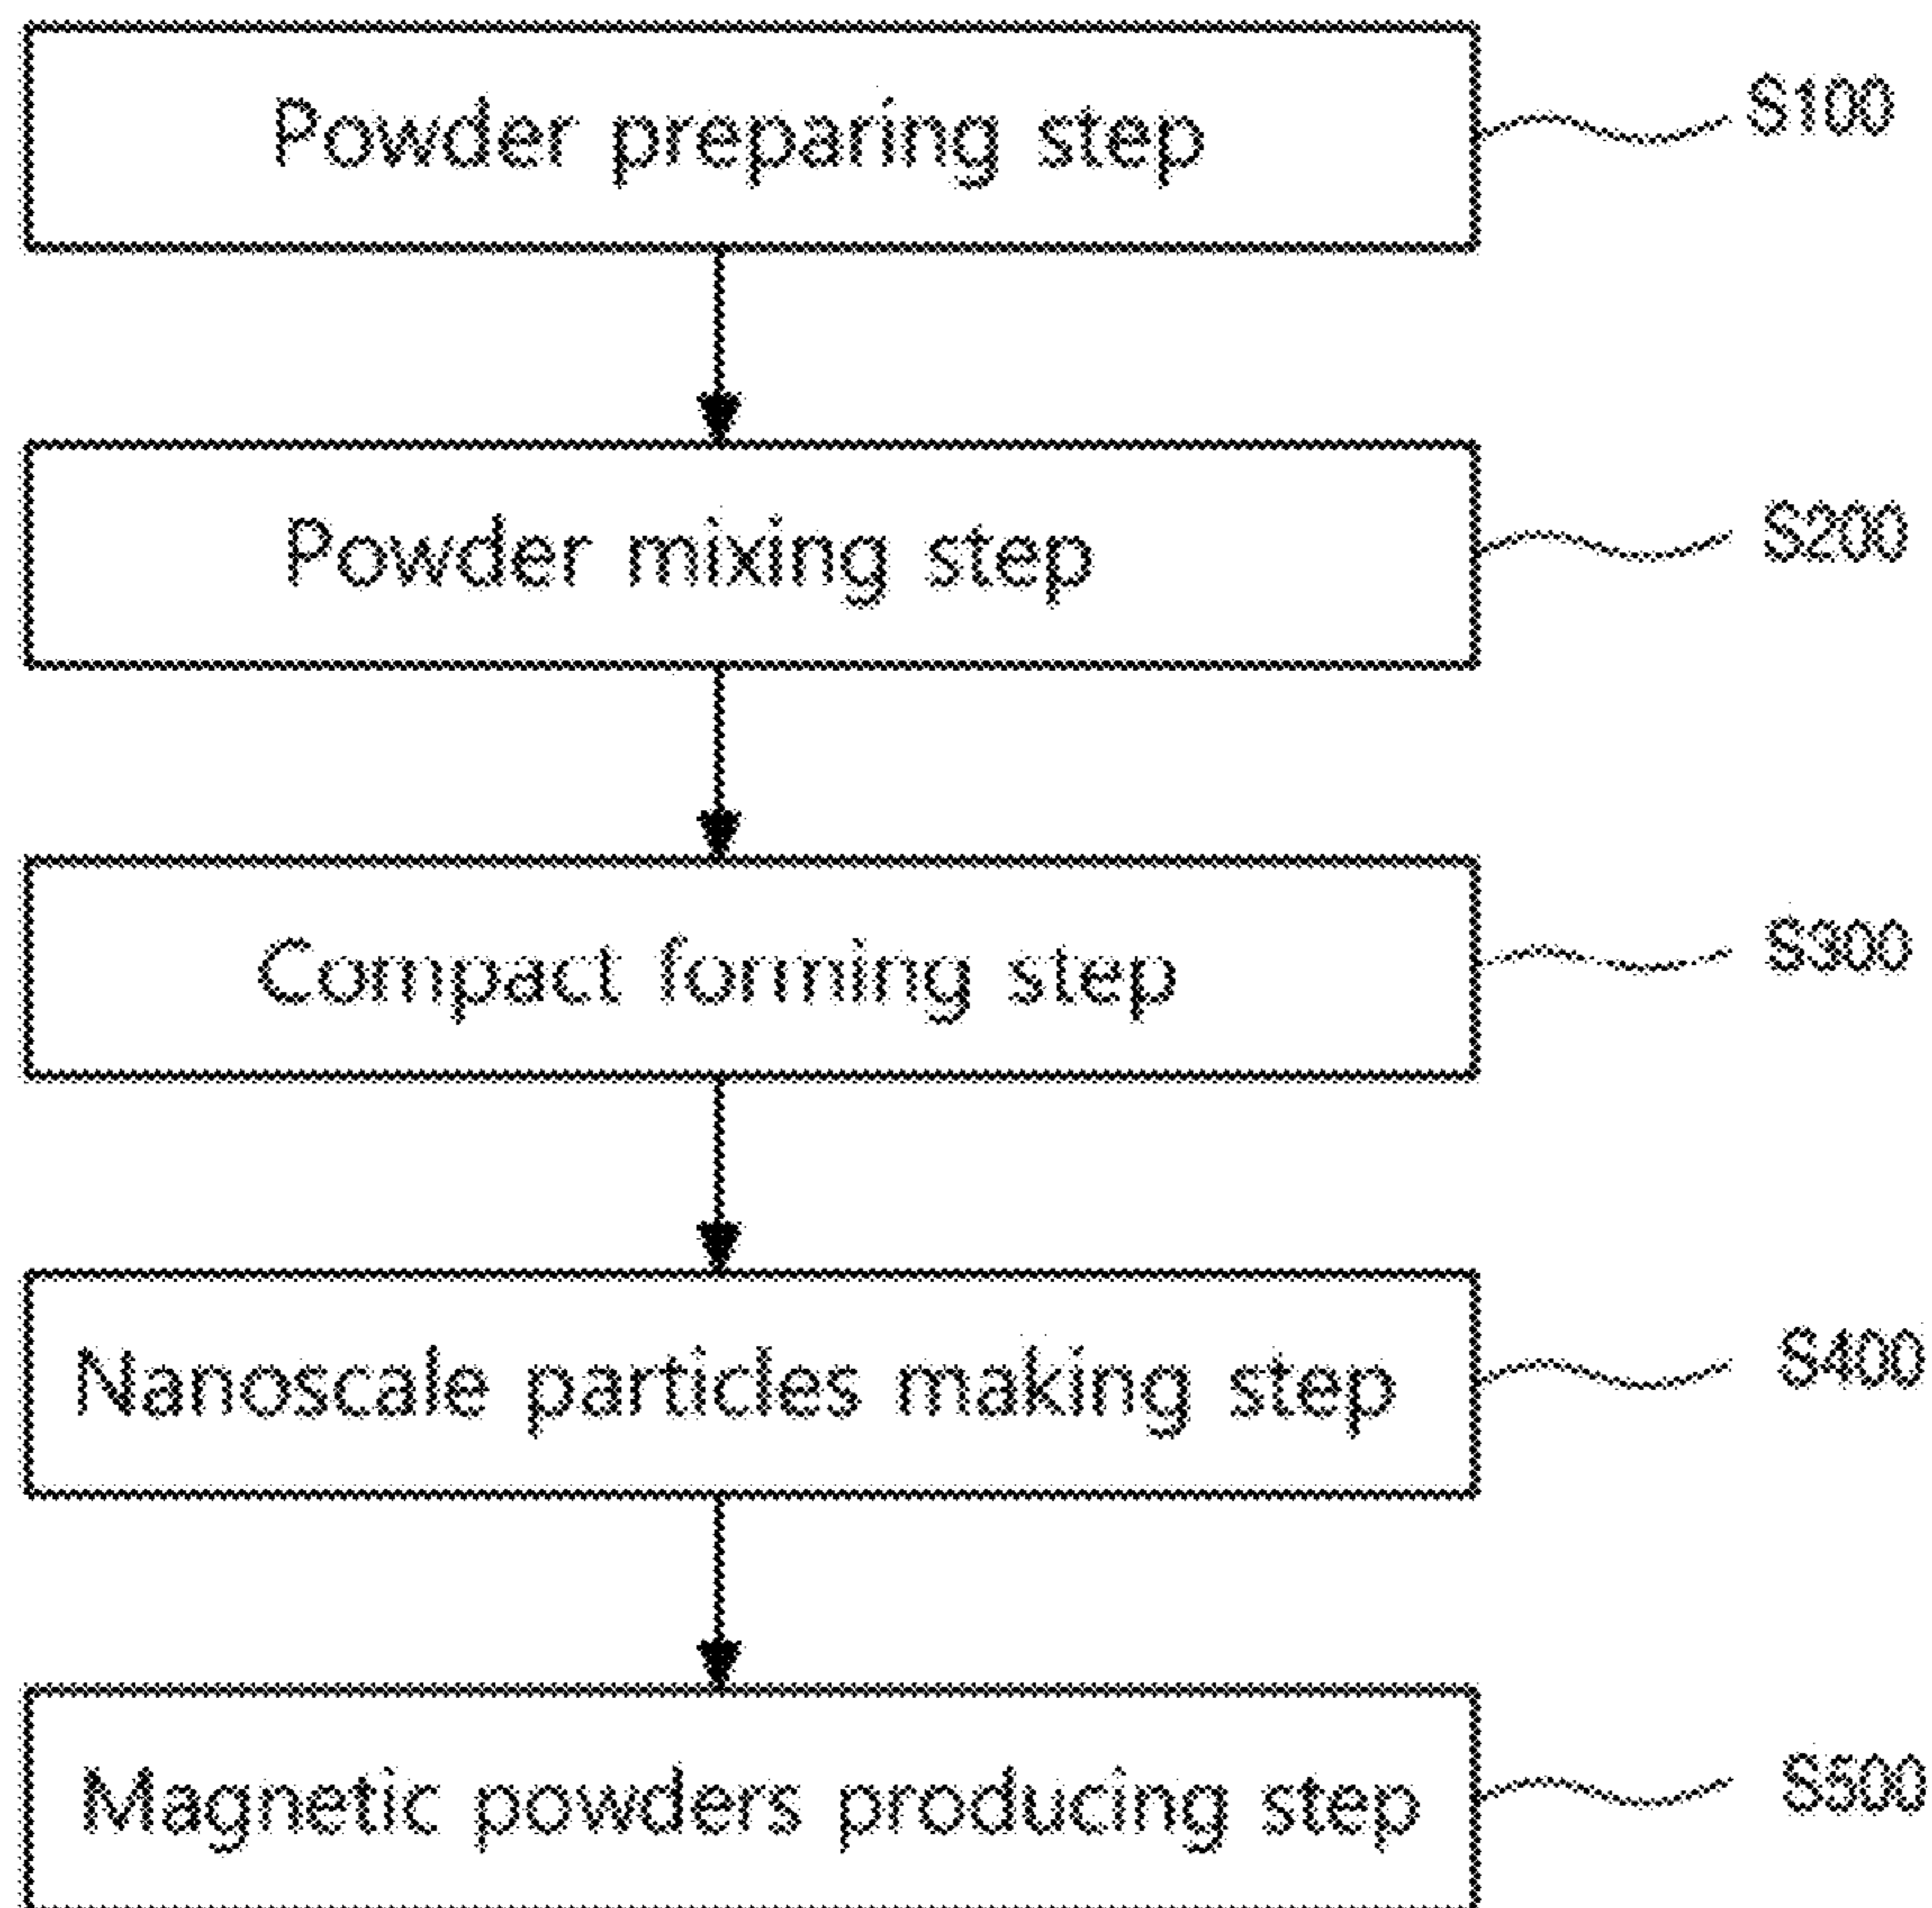 Powder preparing step
S100
Powder mixing step
S200
Compact forming step
S300
Nanoscale particles making step
S400
Magnetic powders producing step
S500